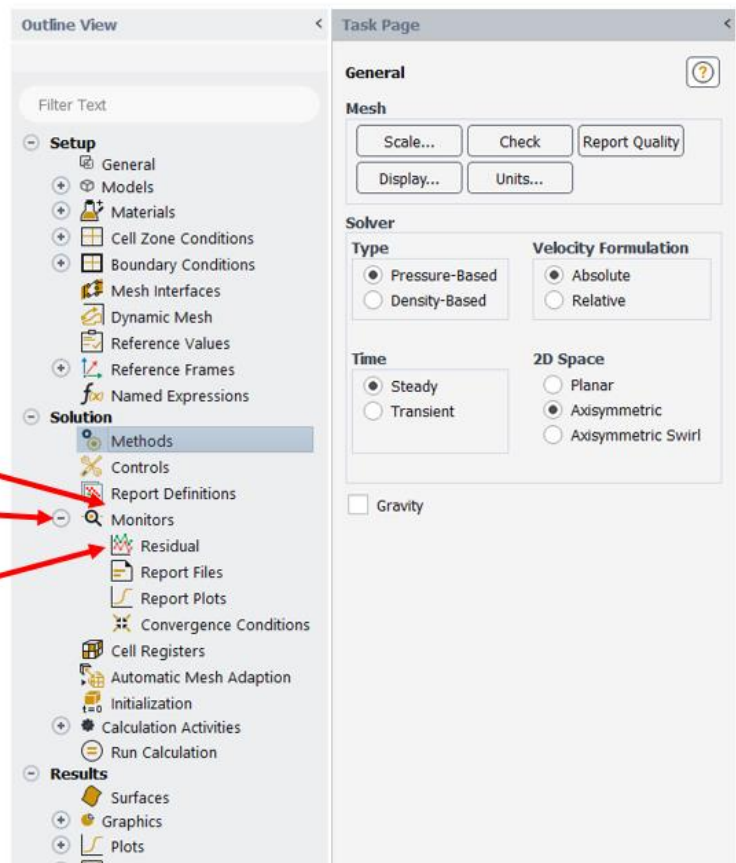 Outline View <
Filter Text
Setup
General
Models
Materials
Cell Zone Conditions
Boundary Conditions
Mesh Interfaces
Dynamic Mesh
Reference Values
Reference Frames
f(x) Named Expressions
Solution
Methods
Controls
Report Definitions
Monitors
Residual
Report Files
Report Plots
Convergence Conditions
Cell Registers
Automatic Mesh Adaption
t=0 Initialization
Calculation Activities
Run Calculation
Results
Surfaces
Graphics
Plots
Task Page <
General ?
Mesh
Scale... Check Report Quality
Display... Units...
Solver
Type Velocity Formulation
Pressure-Based Absolute
Density-Based Relative
Time 2D Space
Steady Planar
Transient Axisymmetric
Axisymmetric Swirl
Gravity